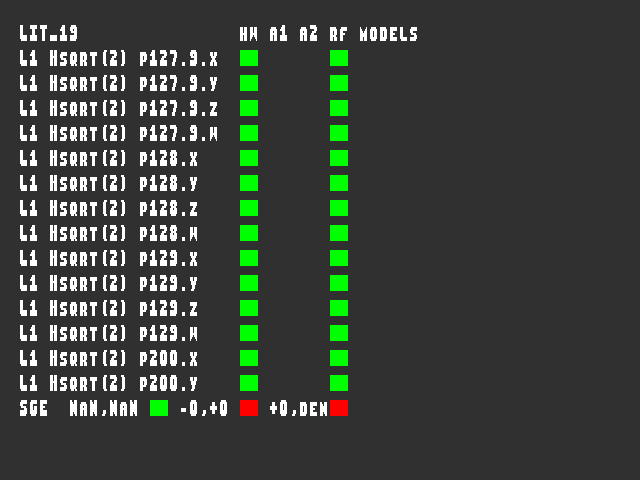 LIT_19 HW A1 A2 RF MODELS
L1 HSQRT(2) P127.9.X
L1 HSQRT(2) P127.9.Y
L1 HSQRT(2) P127.9.Z
L1 HSQRT(2) P127.9.W
L1 HSQRT(2) P128.X
L1 HSQRT(2) P128.Y
L1 HSQRT(2) P128.Z
L1 HSQRT(2) P128.W
L1 HSQRT(2) P129.X
L1 HSQRT(2) P129.Y
L1 HSQRT(2) P129.Z
L1 HSQRT(2) P129.W
L1 HSQRT(2) P200.X
L1 HSQRT(2) P200.Y
SGE NAN,NAN -0,+0 +0,DEN